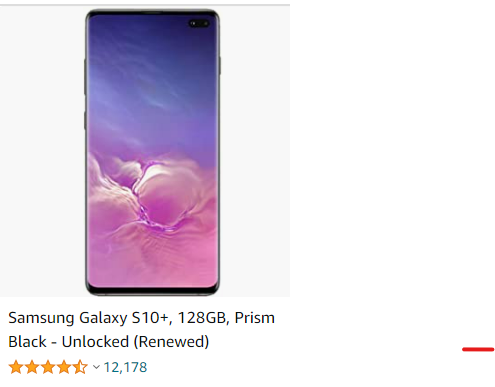 Samsung Galaxy S10+, 128GB, Prism
Black - Unlocked (Renewed)
12,178